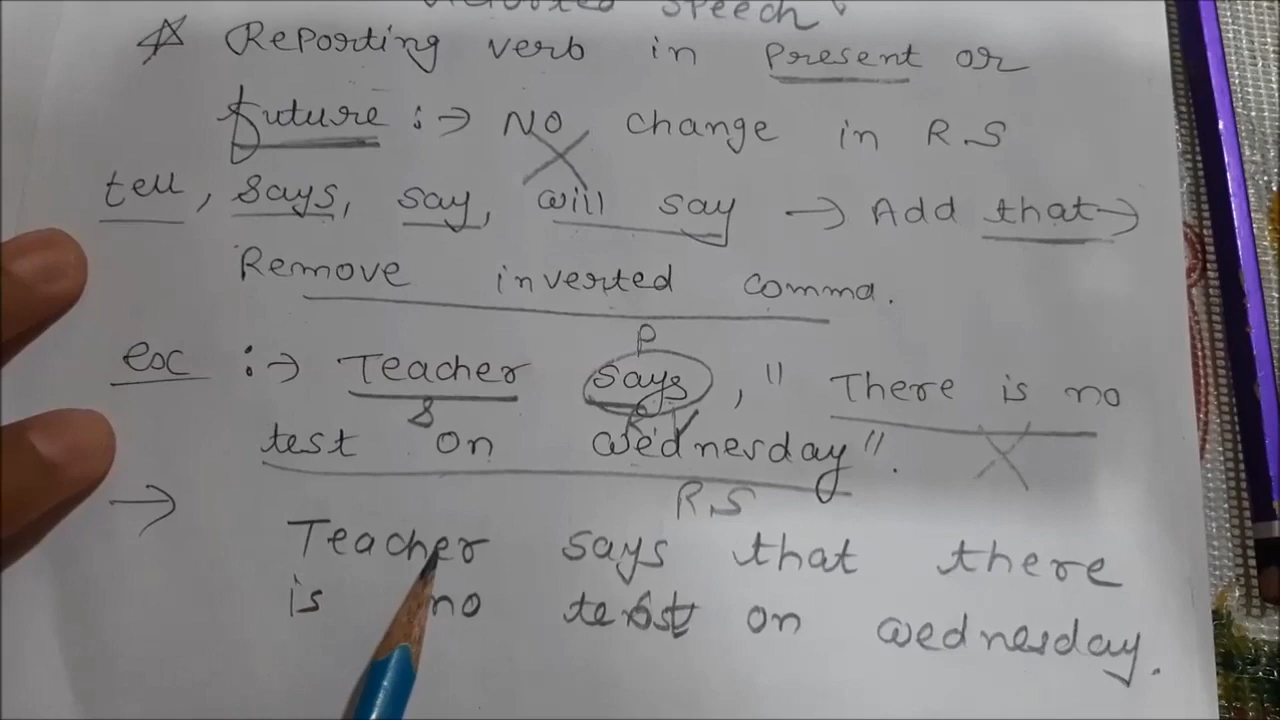 Speech
☆ Reporting verb in Present or
future :→ No change in R.S
tell, says, say, will say → Add that →
Remove inverted comma.
P
ex :→ Teacher says, " There is no
S R.V
test on wednesday".
R.S
→ Teacher says that there
is no test on wednesday.